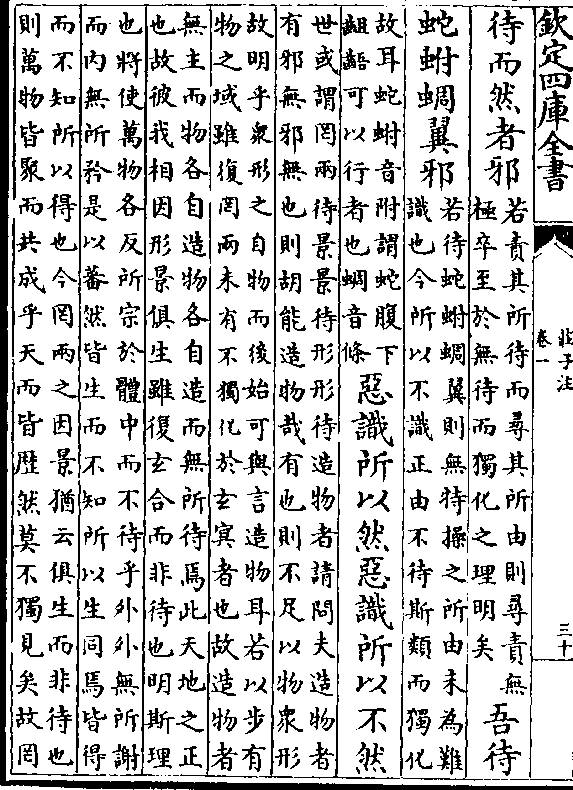 欽定四庫全書
莊子注
卷一
三十
待而然者邪
若責其所待而尋其所由則尋責無
極卒至於無待而獨化之理明矣
吾待
蛇蚹蜩翼邪
若待蛇蚹蜩翼則無特操之所由未為難
識也今所以不識正由不待斯類而獨化
故耳蛇蚹音附謂蛇腹下
齟齬可以行者也蜩音條
惡識所以然惡識所以不然
世或謂罔兩待景景待形形待造物者請問夫造物者
有邪無邪無也則胡能造物哉有也則不足以物衆形
故明乎衆形之自物而後始可與言造物耳若以步有
物之域雖復罔兩未有不獨化於玄冥者也故造物者
無主而物各自造物各自造而無所待焉此天地之正
也故彼我相因形景俱生雖復玄合而非待也明斯理
也將使萬物各反所宗於體中而不待乎外外無所謝
而内無所矜是以蕃然皆生而不知所以生同焉皆得
而不知所以得也今罔兩之因景猶云俱生而非待也
則萬物皆聚而共成乎天而皆歴然莫不獨見矣故罔